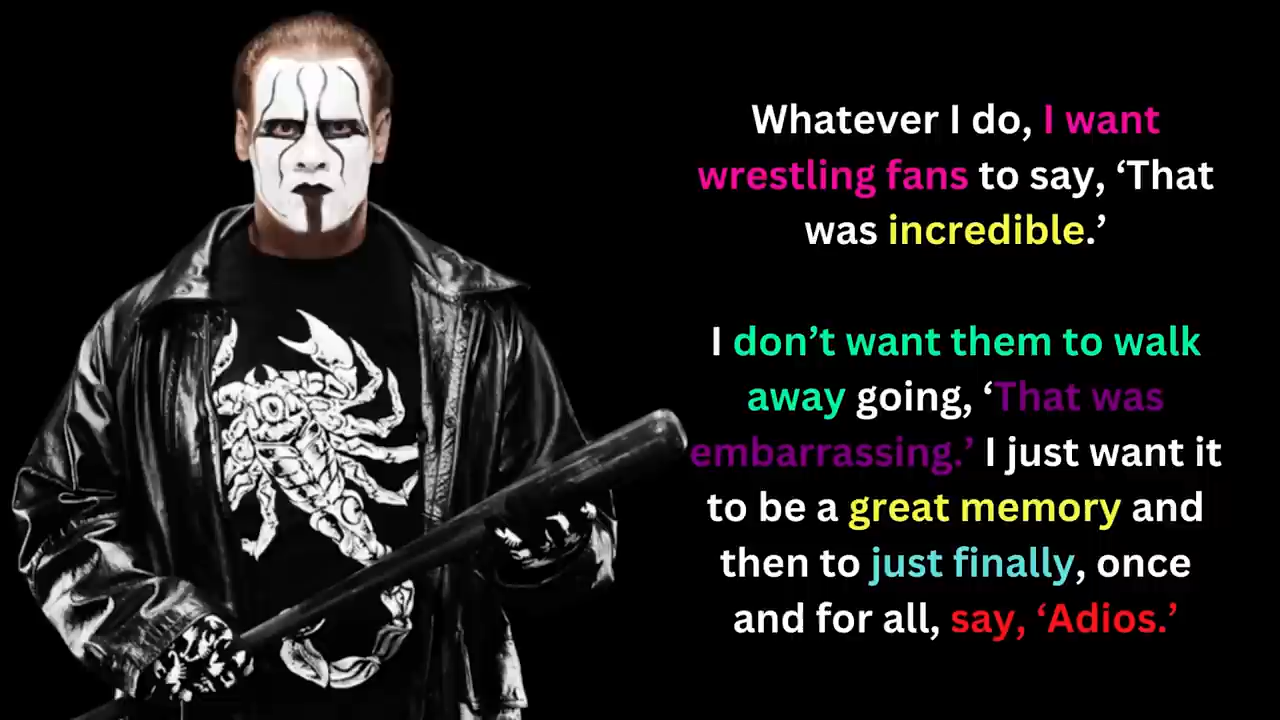 Whatever I do, I want
wrestling fans to say, ‘That
was incredible.’
I don’t want them to walk
away going, ‘That was
embarrassing.’ I just want it
to be a great memory and
then to just finally, once
and for all, say, ‘Adios.’